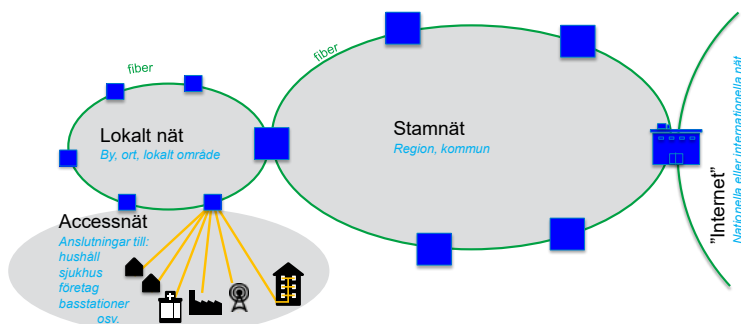 fiber
fiber
Lokalt nät
By, ort, lokalt område
Stamnät
Region, kommun
Accessnät
Anslutningar till:
hushåll
sjukhus
företag
basstationer
osv.
"Internet"
Nationella eller internationella nät